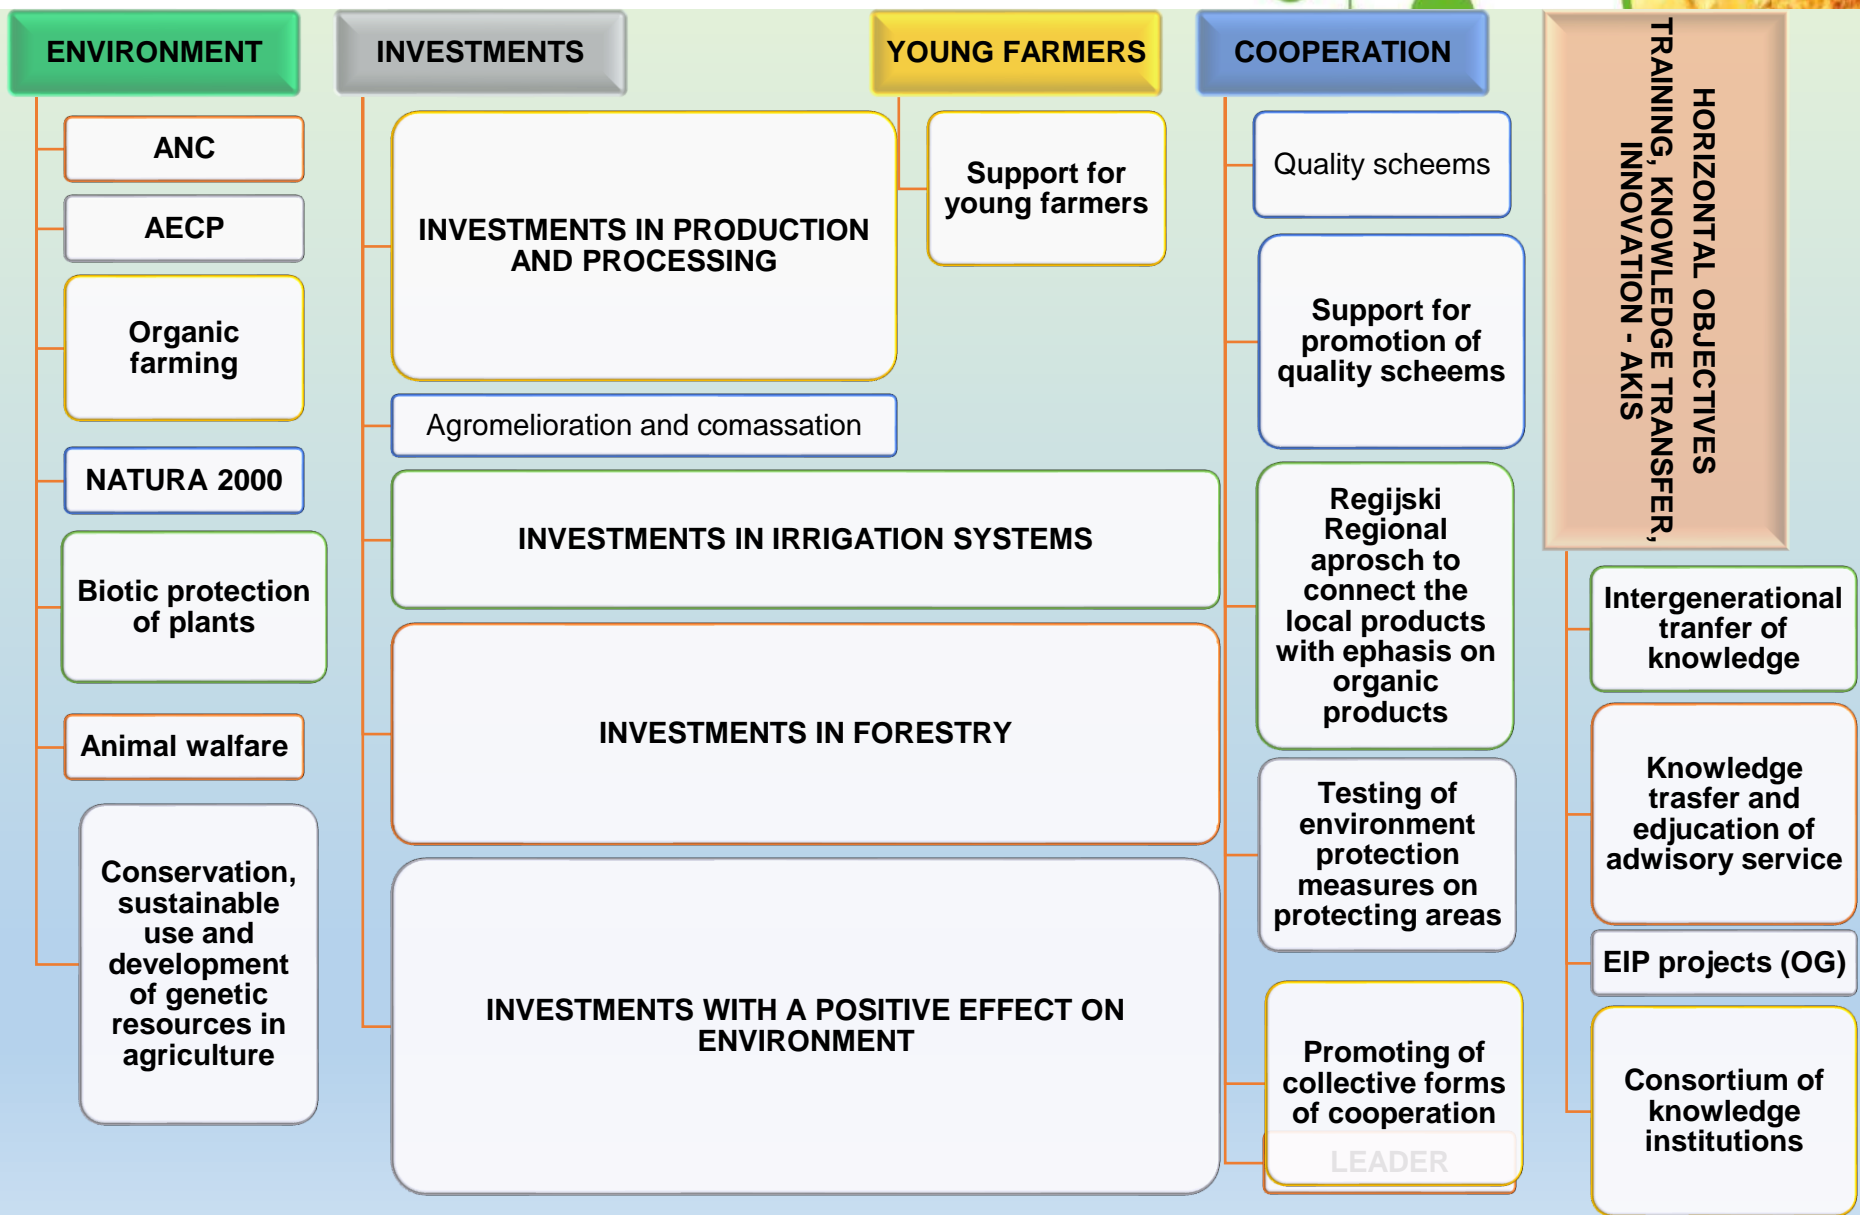 ENVIRONMENT
ANC
AECP
Organic
farming
NATURA 2000
Biotic protection
of plants
Animal walfare
Conservation,
sustainable
use and
development
of genetic
resources in
agriculture
INVESTMENTS
INVESTMENTS IN PRODUCTION
AND PROCESSING
Agromelioration and comassation
INVESTMENTS IN IRRIGATION SYSTEMS
INVESTMENTS IN FORESTRY
INVESTMENTS WITH A POSITIVE EFFECT ON
ENVIRONMENT
YOUNG FARMERS
Support for
young farmers
COOPERATION
Quality scheems
Support for
promotion of
quality scheems
Regijski
Regional
aprosch to
connect the
local products
with ephasis on
organic
products
Testing of
environment
protection
measures on
protecting areas
Promoting of
collective forms
of cooperation
LEADER
HORIZONTAL OBJECTIVES
TRAINING, KNOWLEDGE TRANSFER,
INNOVATION - AKIS
Intergenerational
tranfer of
knowledge
Knowledge
trasfer and
edjucation of
adwisory service
EIP projects (OG)
Consortium of
knowledge
institutions